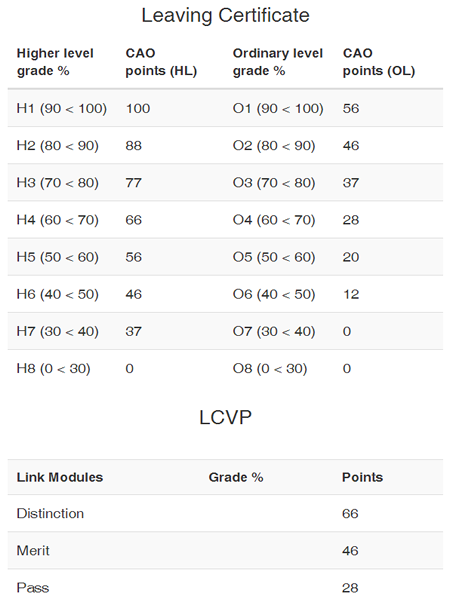 Leaving Certificate
Higher level grade % CAO points (HL) Ordinary level grade % CAO points (OL)
H1 (90 < 100) 100 O1 (90 < 100) 56
H2 (80 < 90) 88 O2 (80 < 90) 46
H3 (70 < 80) 77 O3 (70 < 80) 37
H4 (60 < 70) 66 O4 (60 < 70) 28
H5 (50 < 60) 56 O5 (50 < 60) 20
H6 (40 < 50) 46 O6 (40 < 50) 12
H7 (30 < 40) 37 O7 (30 < 40) 0
H8 (0 < 30) 0 O8 (0 < 30) 0
LCVP
Link Modules Grade % Points
Distinction 66
Merit 46
Pass 28